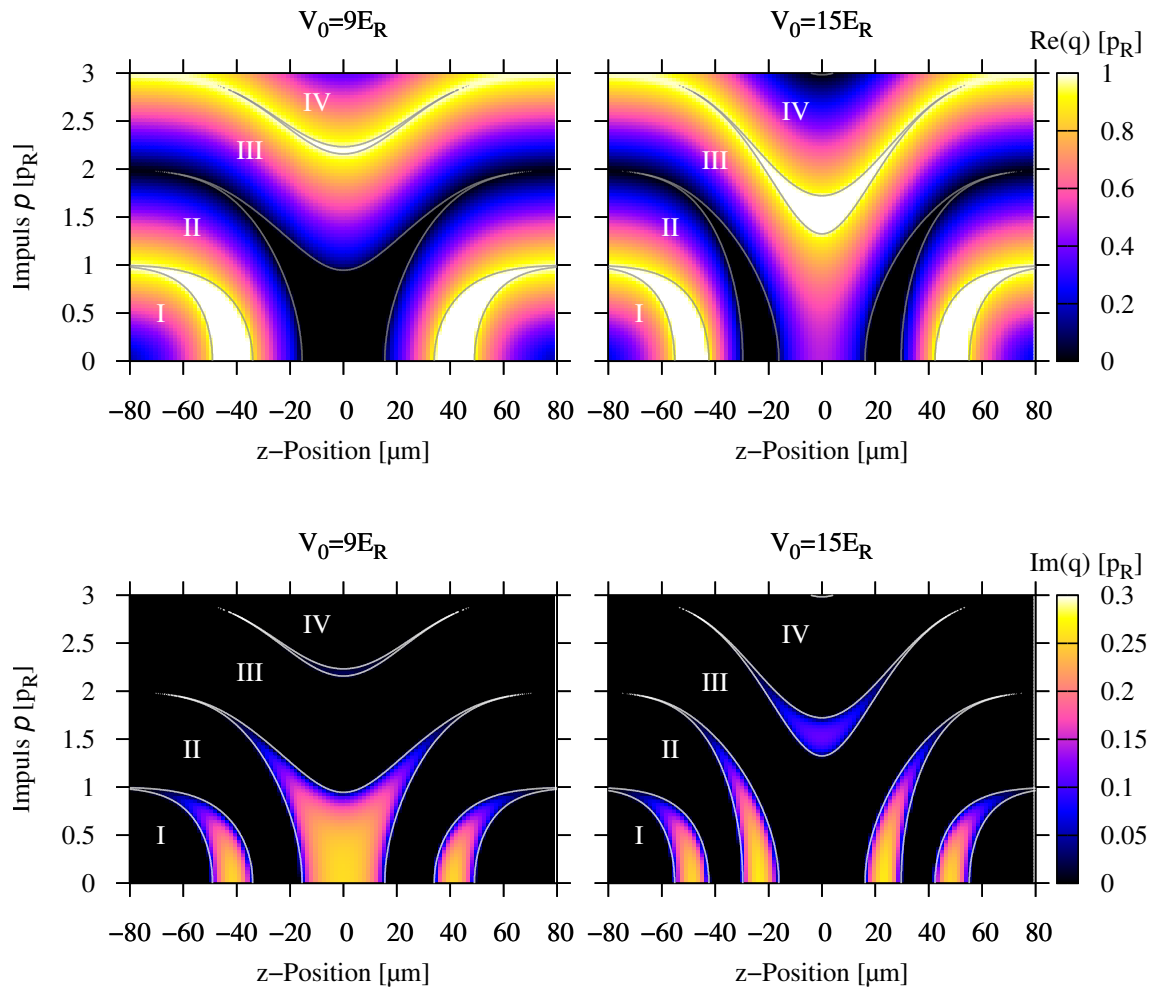 V0=9ER
V0=15ER
Re(q) [pR]
Impuls p [pR]
3
2.5
2
1.5
1
0.5
0
IV
III
II
I
IV
III
II
I
1
0.8
0.6
0.4
0.2
0
−80 −60 −40 −20 0 20 40 60 80
−80 −60 −40 −20 0 20 40 60 80
z−Position [µm]
z−Position [µm]
V0=9ER
V0=15ER
Im(q) [pR]
Impuls p [pR]
3
2.5
2
1.5
1
0.5
0
IV
III
II
I
IV
III
II
I
0.3
0.25
0.2
0.15
0.1
0.05
0
−80 −60 −40 −20 0 20 40 60 80
−80 −60 −40 −20 0 20 40 60 80
z−Position [µm]
z−Position [µm]